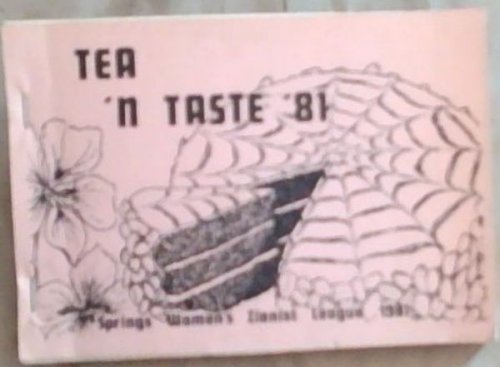 TEA
'N TASTE '81
Springs Women's Zionist League 1981